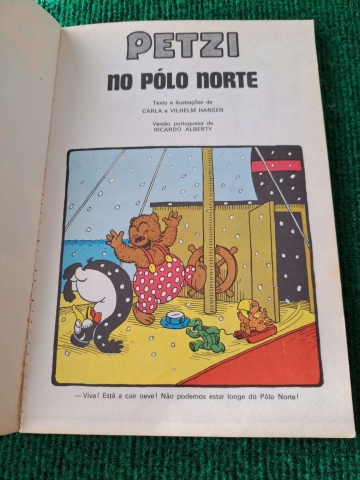 PETZI
NO PÓLO NORTE
Texto e ilustrações de
CARLA e VILHELM HANSEN
Versão portuguesa de
RICARDO ALBERTY
— Viva! Está a cair neve! Não podemos estar longe do Pólo Norte!